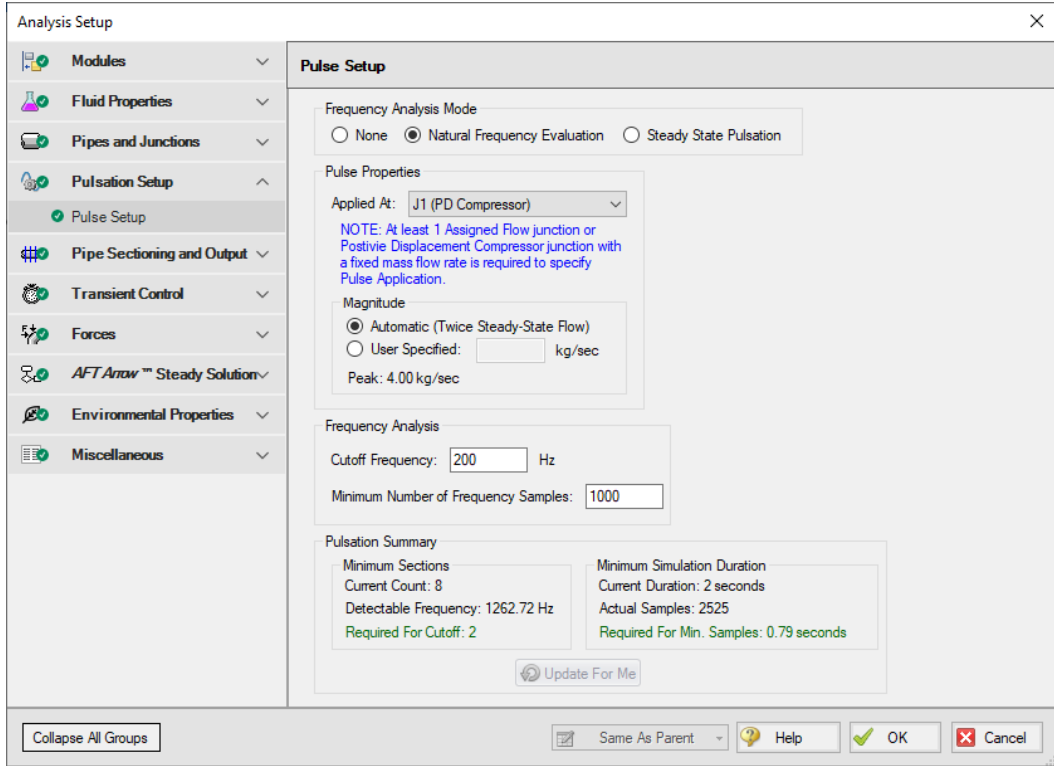 Analysis Setup
Modules
Fluid Properties
Pipes and Junctions
Pulsation Setup
Pulse Setup
Pipe Sectioning and Output
Transient Control
Forces
AFT Arrow ™ Steady Solution
Environmental Properties
Miscellaneous
Pulse Setup
Frequency Analysis Mode
None Natural Frequency Evaluation Steady State Pulsation
Pulse Properties
Applied At: J1 (PD Compressor)
NOTE: At least 1 Assigned Flow junction or
Postivie Displacement Compressor junction with
a fixed mass flow rate is required to specify
Pulse Application.
Magnitude
Automatic (Twice Steady-State Flow)
User Specified: kg/sec
Peak: 4.00 kg/sec
Frequency Analysis
Cutoff Frequency: 200 Hz
Minimum Number of Frequency Samples: 1000
Pulsation Summary
Minimum Sections
Current Count: 8
Detectable Frequency: 1262.72 Hz
Required For Cutoff: 2
Minimum Simulation Duration
Current Duration: 2 seconds
Actual Samples: 2525
Required For Min. Samples: 0.79 seconds
Update For Me
Collapse All Groups
Same As Parent
Help
OK
Cancel